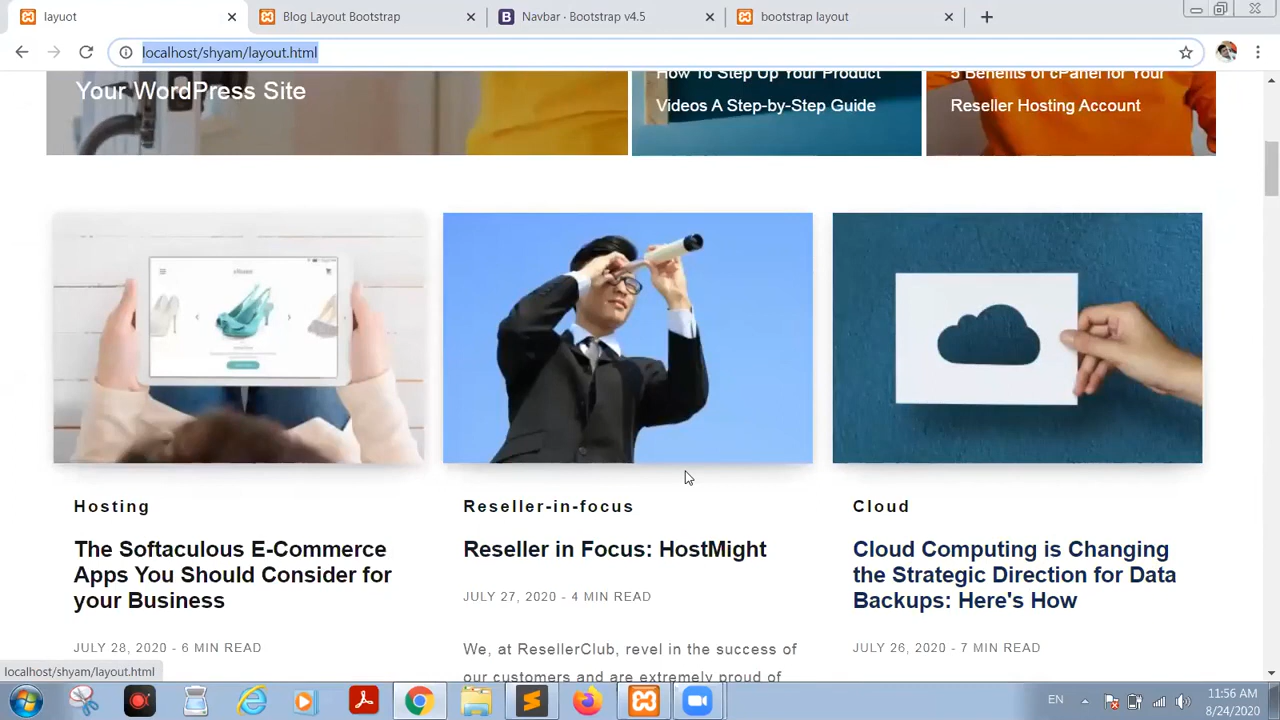 layuot
Blog Layout Bootstrap
Navbar · Bootstrap v4.5
bootstrap layout
localhost/shyam/layout.html
Your WordPress Site
How To Step Up Your Product
Videos A Step-by-Step Guide
5 Benefits of cPanel for Your
Reseller Hosting Account
Hosting
The Softaculous E-Commerce
Apps You Should Consider for
your Business
JULY 28, 2020 - 6 MIN READ
Reseller-in-focus
Reseller in Focus: HostMight
JULY 27, 2020 - 4 MIN READ
We, at ResellerClub, revel in the success of
our customers and are extremely proud of
Cloud
Cloud Computing is Changing
the Strategic Direction for Data
Backups: Here's How
JULY 26, 2020 - 7 MIN READ
localhost/shyam/layout.html
EN
11:56 AM
8/24/2020